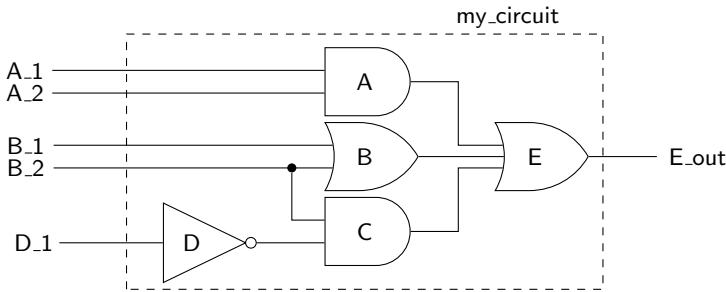 my_circuit
A_1
A_2
A
B_1
B_2
B
E
E_out
C
D_1
D